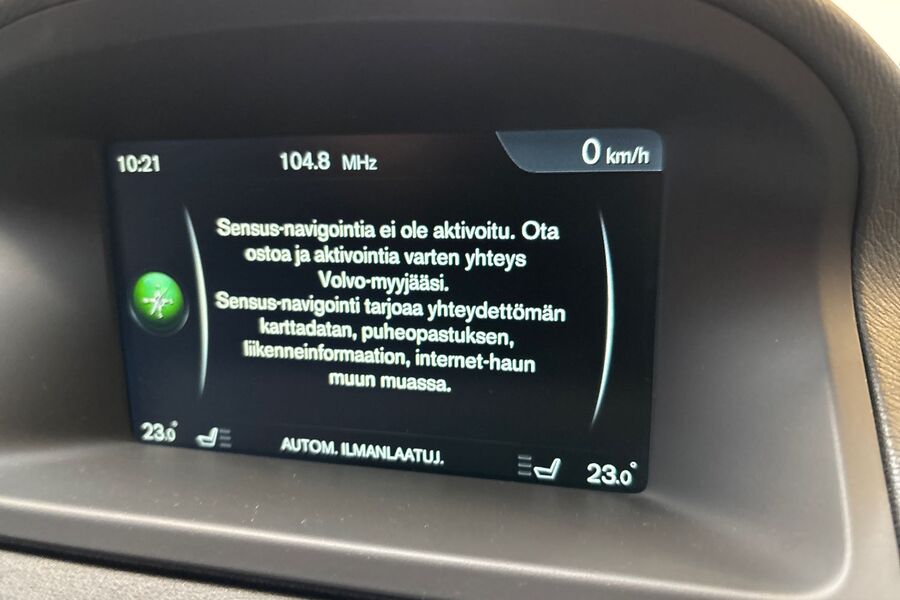 10:21
104.8 MHz
0 km/h
Sensus-navigointia ei ole aktivoitu. Ota
ostoa ja aktivointia varten yhteys
Volvo-myyjääsi.
Sensus-navigointi tarjoaa yhteydettömän
karttadatan, puheopastuksen,
liikenneinformaation, internet-haun
muun muassa.
23.0°
AUTOM. ILMANLAATUJ.
23.0°